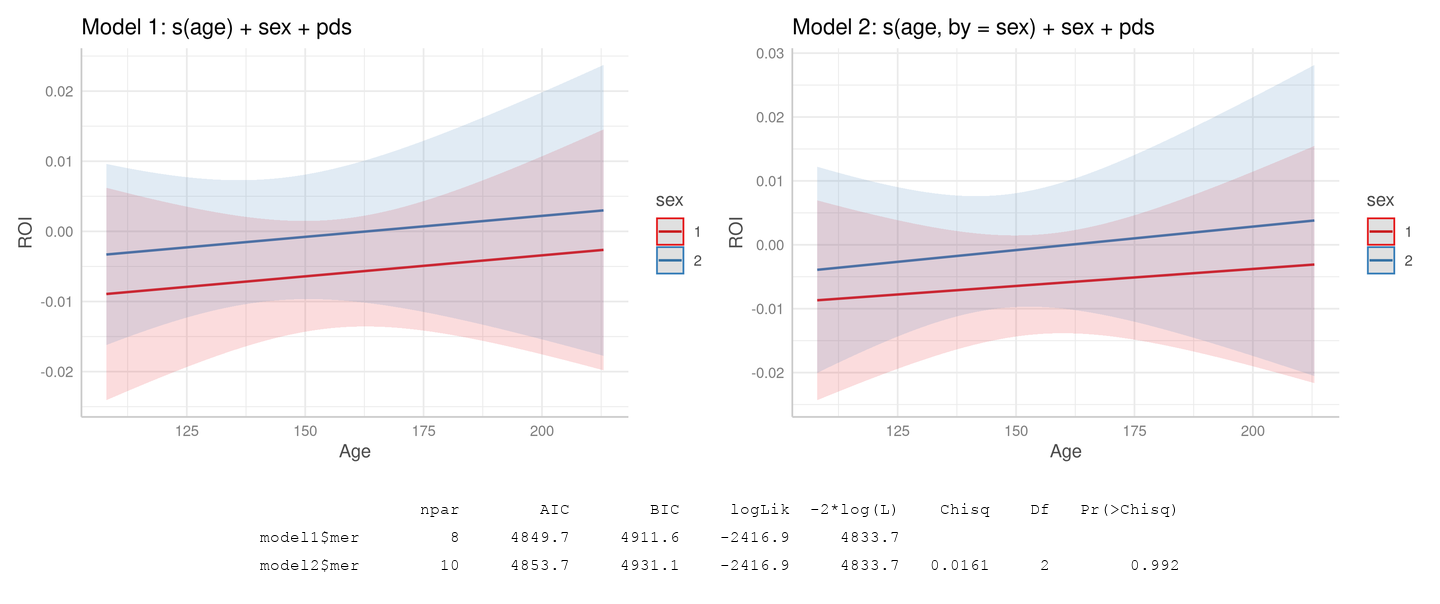 Model 1: s(age) + sex + pds
0.02
0.01
0.00
-0.01
-0.02
ROI
125 150 175 200
Age
sex
1
2
Model 2: s(age, by = sex) + sex + pds
0.03
0.02
0.01
0.00
-0.01
-0.02
ROI
125 150 175 200
Age
sex
1
2
npar AIC BIC logLik -2*log(L) Chisq Df Pr(>Chisq)
model1$mer 8 4849.7 4911.6 -2416.9 4833.7
model2$mer 10 4853.7 4931.1 -2416.9 4833.7 0.0161 2 0.992